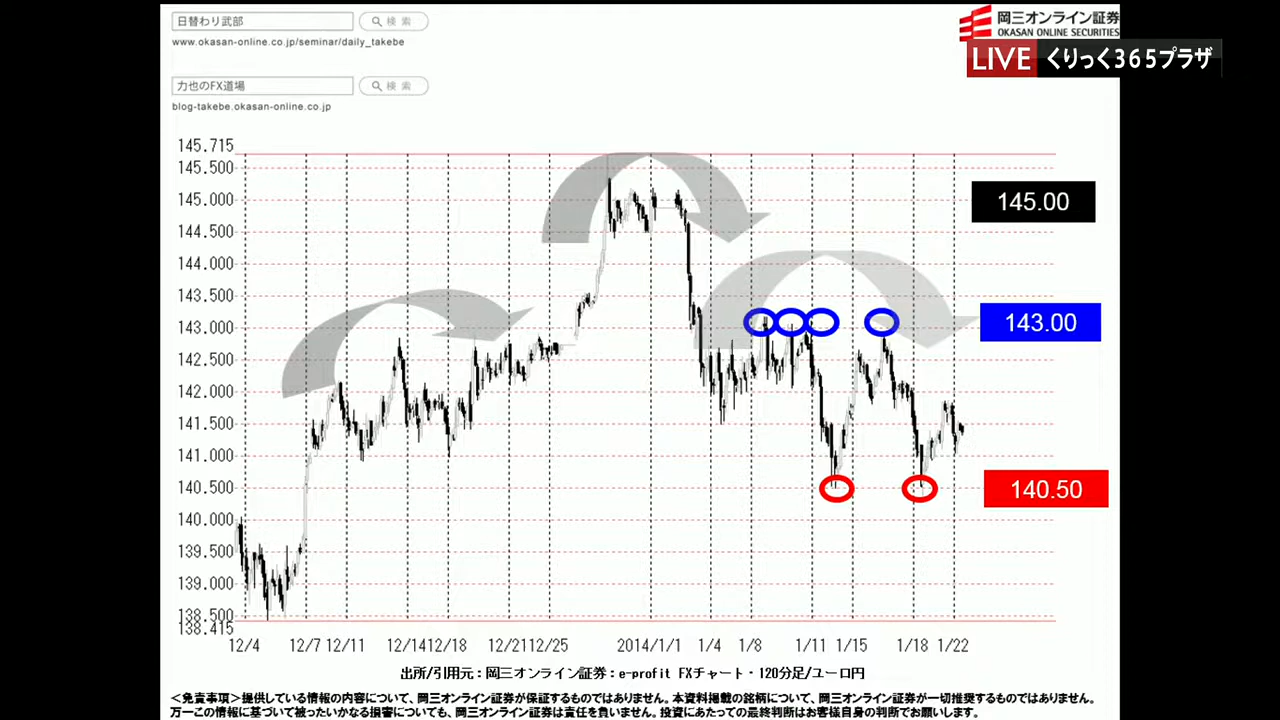 日替わり武部
検索
www.okasan-online.co.jp/seminar/daily_takebe
力也のFX道場
検索
blog-takebe.okasan-online.co.jp
岡三オンライン証券
OKASAN ONLINE SECURITIES
LIVE くりっく365プラザ
145.715
145.500
145.000
144.500
144.000
143.500
143.000
142.500
142.000
141.500
141.000
140.500
140.000
139.500
139.000
138.500
138.415
145.00
143.00
140.50
12/4 12/7 12/11 12/14 12/18 12/21 12/25 2014/1/1 1/4 1/8 1/11 1/15 1/18 1/22
出所/引用元：岡三オンライン証券：e-profit FXチャート・120分足/ユーロ円
＜免責事項＞提供している情報の内容について、岡三オンライン証券が保証するものではありません。本資料掲載の銘柄について、岡三オンライン証券が一切推奨するものではありません。
万一この情報に基づいて被ったいかなる損害についても、岡三オンライン証券は責任を負いません。投資にあたっての最終判断はお客様自身の判断でお願いします。